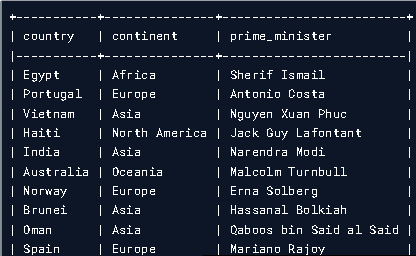 +-----------+---------------+-------------------------+
| country | continent | prime_minister |
|-----------+---------------+-------------------------|
| Egypt | Africa | Sherif Ismail |
| Portugal | Europe | Antonio Costa |
| Vietnam | Asia | Nguyen Xuan Phuc |
| Haiti | North America | Jack Guy Lafontant |
| India | Asia | Narendra Modi |
| Australia | Oceania | Malcolm Turnbull |
| Norway | Europe | Erna Solberg |
| Brunei | Asia | Hassanal Bolkiah |
| Oman | Asia | Qaboos bin Said al Said |
| Spain | Europe | Mariano Rajoy |